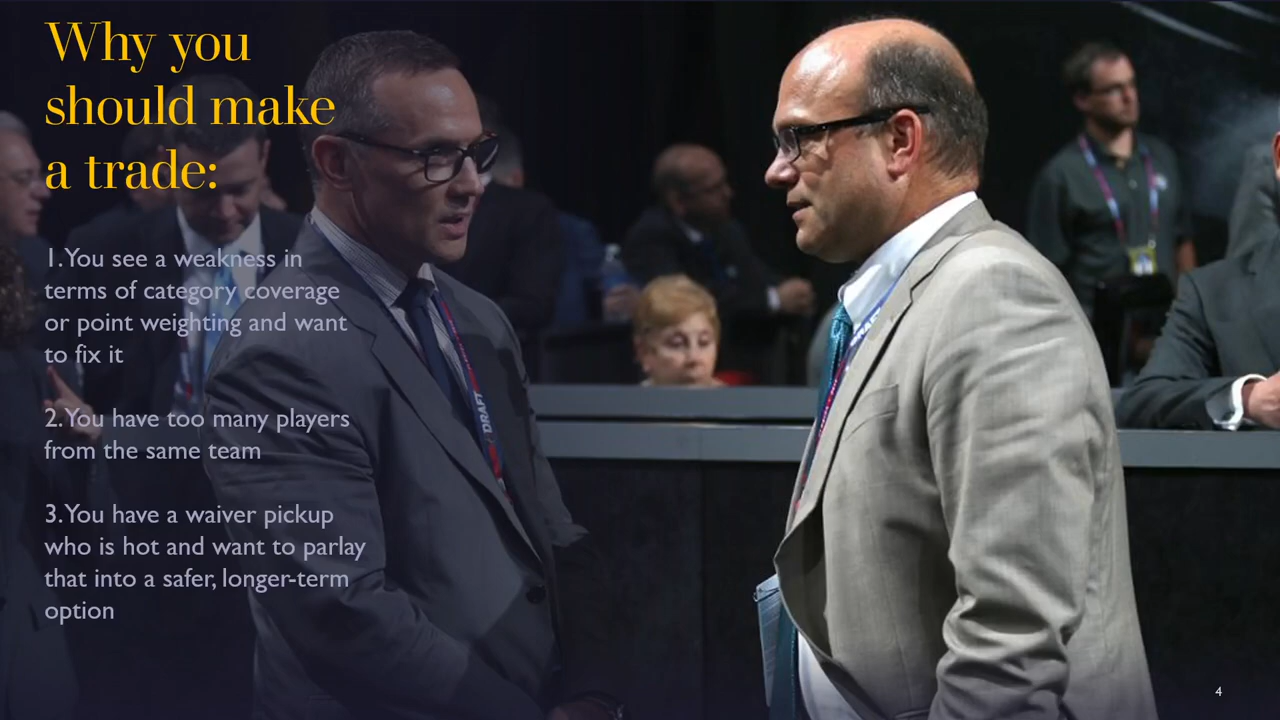 Why you
should make
a trade:
1.You see a weakness in
terms of category coverage
or point weighting and want
to fix it
2.You have too many players
from the same team
3.You have a waiver pickup
who is hot and want to parlay
that into a safer, longer-term
option
DRAFT
DRAFT
4